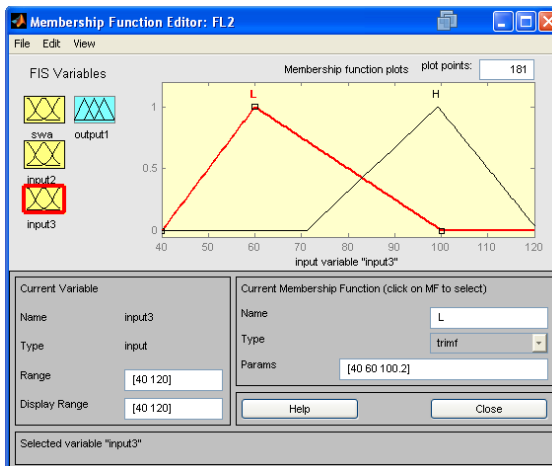 Membership Function Editor: FL2
File Edit View
FIS Variables
swa
output1
input2
input3
Membership function plots
plot points:
181
L
H
1
0.5
0
40 50 60 70 80 90 100 110 120
input variable "input3"
Current Variable
Name input3
Type input
Range [40 120]
Display Range [40 120]
Current Membership Function (click on MF to select)
Name L
Type trimf
Params [40 60 100.2]
Help
Close
Selected variable "input3"